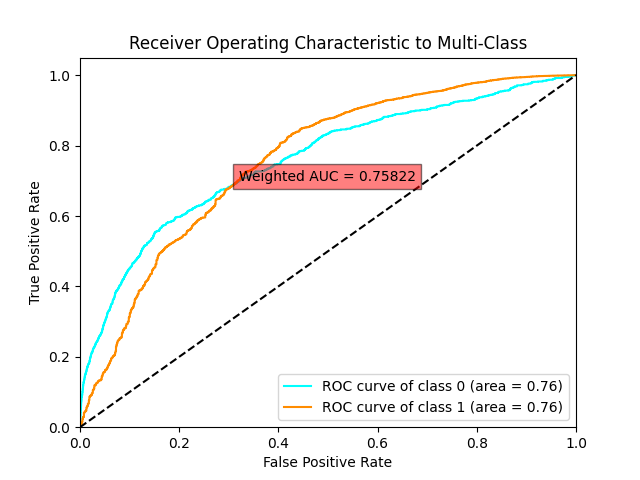 Receiver Operating Characteristic to Multi-Class
1.0
0.8
0.6
0.4
0.2
0.0
True Positive Rate
Weighted AUC = 0.75822
ROC curve of class 0 (area = 0.76)
ROC curve of class 1 (area = 0.76)
0.0 0.2 0.4 0.6 0.8 1.0
False Positive Rate